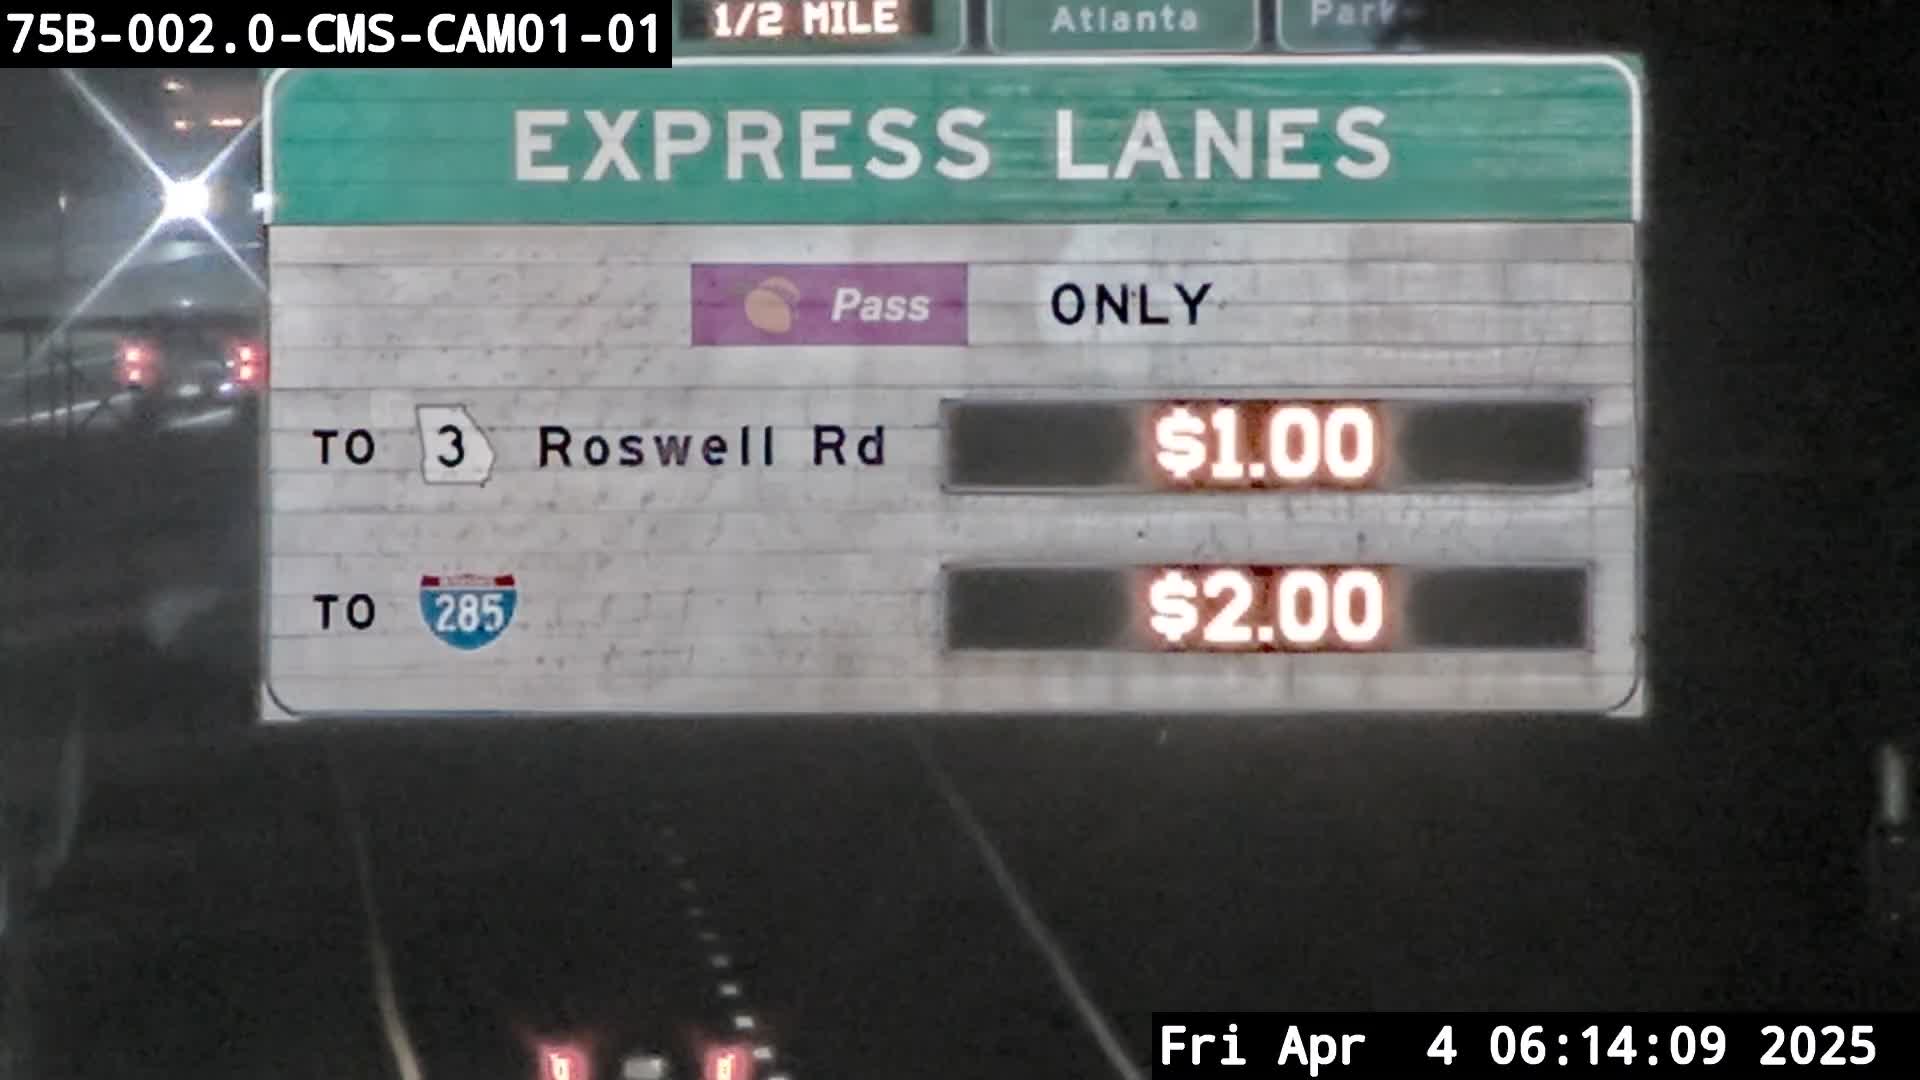 75B-002.0-CMS-CAM01-01
1/2 MILE
Atlanta
Park
EXPRESS LANES
Pass ONLY
TO 3 Roswell Rd $1.00
TO 285 $2.00
Fri Apr 4 06:14:09 2025